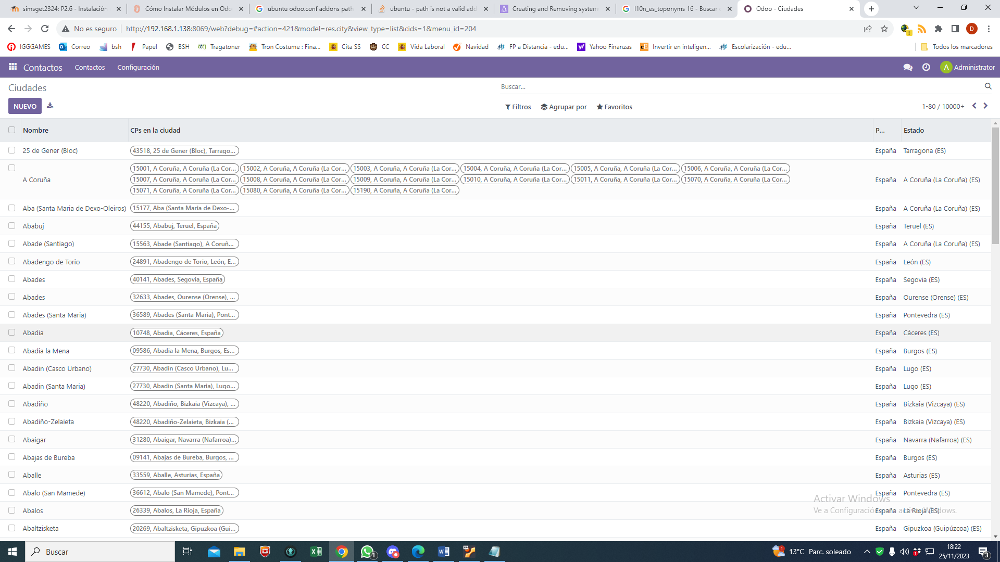 simsget2324: P2.6 - Instalación
Cómo Instalar Módulos en Odo
ubuntu odoo.conf addons path
ubuntu - path is not a valid add
Creating and Removing system
l10n_es_toponyms 16 - Buscar
Odoo - Ciudades
No es seguro
http://192.168.1.138:8069/web?debug=#action=421&model=res.city&view_type=list&cids=1&menu_id=204
D
IGGGAMES
Correo
bsh
Papel
BSH
Tragatoner
Tron Costume : Fina...
Cita SS
CC
Vida Laboral
Navidad
FP a Distancia - edu...
Yahoo Finanzas
Invertir en inteligen...
Escolarización - edu...
Todos los marcadores
Contactos
Contactos
Configuración
A
Administrator
Ciudades
Buscar...
NUEVO
Filtros
Agrupar por
Favoritos
1-80 / 10000+
Nombre
CPs en la ciudad
P...
Estado
25 de Gener (Bloc)
43518, 25 de Gener (Bloc), Tarrago...
España
Tarragona (ES)
A Coruña
15001, A Coruña, A Coruña (La Cor...
15002, A Coruña, A Coruña (La Cor...
15003, A Coruña, A Coruña (La Cor...
15004, A Coruña, A Coruña (La Cor...
15005, A Coruña, A Coruña (La Cor...
15006, A Coruña, A Coruña (La Cor...
15007, A Coruña, A Coruña (La Cor...
15008, A Coruña, A Coruña (La Cor...
15009, A Coruña, A Coruña (La Cor...
15010, A Coruña, A Coruña (La Cor...
15011, A Coruña, A Coruña (La Cor...
15070, A Coruña, A Coruña (La Cor...
15071, A Coruña, A Coruña (La Cor...
15080, A Coruña, A Coruña (La Cor...
15190, A Coruña, A Coruña (La Cor...
España
A Coruña (La Coruña) (ES)
Aba (Santa Maria de Dexo-Oleiros)
15177, Aba (Santa Maria de Dexo-...
España
A Coruña (La Coruña) (ES)
Ababuj
44155, Ababuj, Teruel, España
España
Teruel (ES)
Abade (Santiago)
15563, Abade (Santiago), A Coruñ...
España
A Coruña (La Coruña) (ES)
Abadengo de Torio
24891, Abadengo de Torio, León, E...
España
León (ES)
Abades
40141, Abades, Segovia, España
España
Segovia (ES)
Abades
32633, Abades, Ourense (Orense), ...
España
Ourense (Orense) (ES)
Abades (Santa Maria)
36589, Abades (Santa Maria), Pont...
España
Pontevedra (ES)
Abadia
10748, Abadia, Cáceres, España
España
Cáceres (ES)
Abadia la Mena
09586, Abadia la Mena, Burgos, Es...
España
Burgos (ES)
Abadin (Casco Urbano)
27730, Abadin (Casco Urbano), Lu...
España
Lugo (ES)
Abadin (Santa Maria)
27730, Abadin (Santa Maria), Lugo...
España
Lugo (ES)
Abadiño
48220, Abadiño, Bizkaia (Vizcaya), ...
España
Bizkaia (Vizcaya) (ES)
Abadiño-Zelaieta
48220, Abadiño-Zelaieta, Bizkaia (...
España
Bizkaia (Vizcaya) (ES)
Abaigar
31280, Abaigar, Navarra (Nafarroa)...
España
Navarra (Nafarroa) (ES)
Abajas de Bureba
09141, Abajas de Bureba, Burgos, ...
España
Burgos (ES)
Aballe
33559, Aballe, Asturias, España
España
Asturias (ES)
Abalo (San Mamede)
36612, Abalo (San Mamede), Pont...
España
Pontevedra (ES)
Abalos
26339, Abalos, La Rioja, España
España
La Rioja (ES)
Abaltzisketa
20269, Abaltzisketa, Gipuzkoa (Gui...
España
Gipuzkoa (Guipúzcoa) (ES)
Activar Windows
Ve a Configuración para activar Windows.
Buscar
1
64
1
13°C Parc. soleado
1
18:22
25/11/2023
3